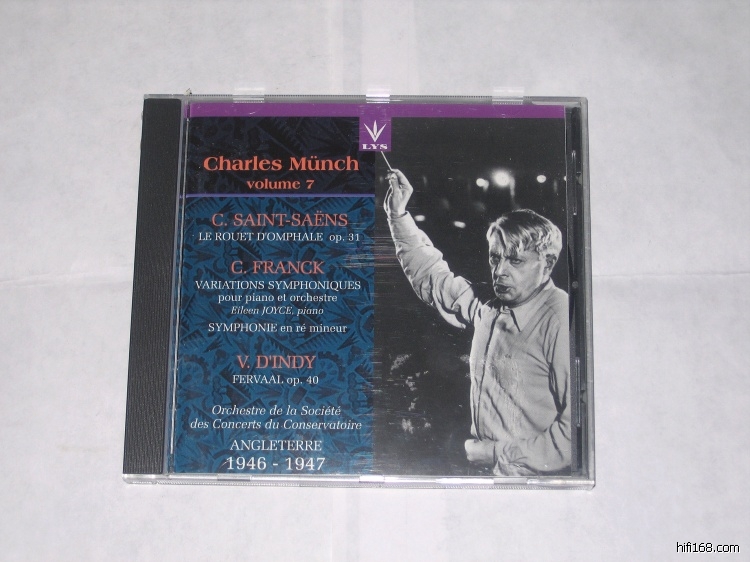 LYS
Charles Münch
volume 7
C. SAINT-SAËNS
LE ROUET D'OMPHALE op. 31
C. FRANCK
VARIATIONS SYMPHONIQUES
pour piano et orchestre
Eileen JOYCE, piano
SYMPHONIE en ré mineur
V. D'INDY
FERVAAL op. 40
Orchestre de la Société
des Concerts du Conservatoire
ANGLETERRE
1946 - 1947
hifi168.com